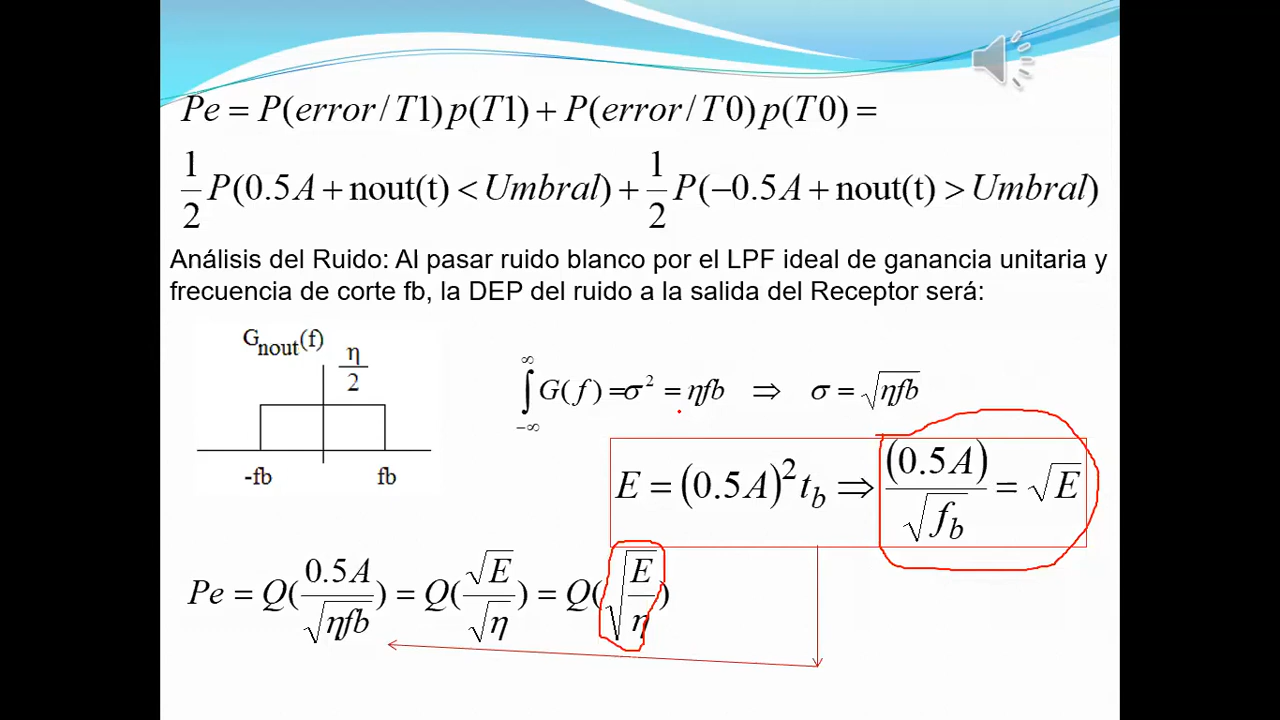 Pe = P(error/T1) p(T1) + P(error/T0) p(T0) =
1/2 P(0.5A + nout(t) < Umbral) + 1/2 P(−0.5A + nout(t) > Umbral)
Análisis del Ruido: Al pasar ruido blanco por el LPF ideal de ganancia unitaria y
frecuencia de corte fb, la DEP del ruido a la salida del Receptor será:
Gnout(f)
η/2
-fb fb
∫_{−∞}^{∞} G(f) = σ² = ηfb ⇒ σ = √(ηfb)
E = (0.5A)² t_b ⇒ (0.5A)/√f_b = √E
Pe = Q(0.5A/√(ηfb)) = Q(√E/√η) = Q(√(E/η))